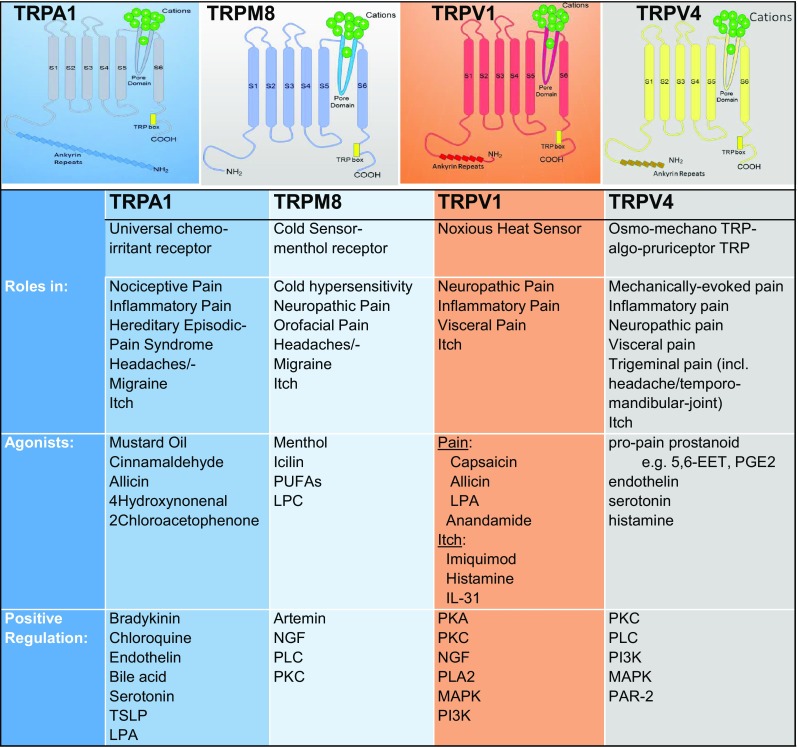 TRPA1
Cations
S1 S2 S3 S4 S5 S6
Pore
Domain
TRP box
COOH
Ankyrin
Repeats
NH2
TRPM8
Cations
S1 S2 S3 S4 S5 S6
Pore
Domain
TRP box
NH2
COOH
TRPV1
Cations
S1 S2 S3 S4 S5 S6
Pore
Domain
TRP box
NH2
COOH
Ankyrin Repeats
TRPV4
Cations
S1 S2 S3 S4 S5 S6
Pore
Domain
TRP box
NH2
COOH
Ankyrin Repeats
TRPA1 TRPM8 TRPV1 TRPV4
Universal chemo-
irritant receptor
Cold Sensor-
menthol receptor
Noxious Heat Sensor
Osmo-mechano TRP-
algo-pruriceptor TRP
Roles in:
Nociceptive Pain
Inflammatory Pain
Hereditary Episodic-
Pain Syndrome
Headaches/-
Migraine
Itch
Cold hypersensitivity
Neuropathic Pain
Orofacial Pain
Headaches/-
Migraine
Itch
Neuropathic Pain
Inflammatory Pain
Visceral Pain
Itch
Mechanically-evoked pain
Inflammatory pain
Neuropathic pain
Visceral pain
Trigeminal pain (incl.
headache/temporo-
mandibular-joint)
Itch
Agonists:
Mustard Oil
Cinnamaldehyde
Allicin
4Hydroxynonenal
2Chloroacetophenone
Menthol
Icilin
PUFAs
LPC
Pain:
Capsaicin
Allicin
LPA
Anandamide
Itch:
Imiquimod
Histamine
IL-31
pro-pain prostanoid
e.g. 5,6-EET, PGE2
endothelin
serotonin
histamine
Positive
Regulation:
Bradykinin
Chloroquine
Endothelin
Bile acid
Serotonin
TSLP
LPA
Artemin
NGF
PLC
PKC
PKA
PKC
NGF
PLA2
MAPK
PI3K
PKC
PLC
PI3K
MAPK
PAR-2